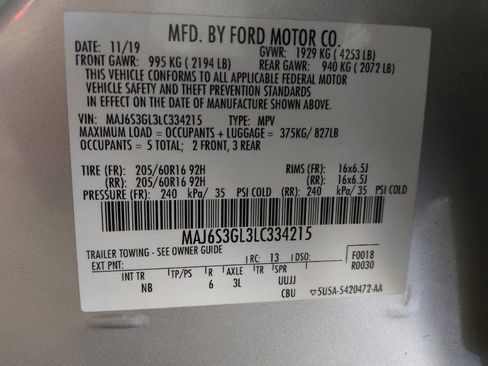 MFD. BY FORD MOTOR CO.
DATE: 11/19 GVWR: 1929 KG ( 4253 LB)
FRONT GAWR: 995 KG ( 2194 LB) REAR GAWR: 940 KG ( 2072 LB)
THIS VEHICLE CONFORMS TO ALL APPLICABLE FEDERAL MOTOR
VEHICLE SAFETY AND THEFT PREVENTION STANDARDS
IN EFFECT ON THE DATE OF MANUFACTURE SHOWN ABOVE.
VIN: MAJ6S3GL3LC334215 TYPE: MPV
MAXIMUM LOAD = OCCUPANTS + LUGGAGE = 375KG/ 827LB
OCCUPANTS = 5 TOTAL; 2 FRONT, 3 REAR
TIRE (FR): 205/60R16 92H RIMS (FR): 16x6.5J
(RR): 205/60R16 92H (RR): 16x6.5J
PRESSURE (FR): 240 kPa/ 35 PSI COLD (RR): 240 kPa/ 35 PSI COLD
MAJ6S3GL3LC334215
TRAILER TOWING - SEE OWNER GUIDE
EXT PNT: RC: 13 DSO: F0018
R0030
INT TR TP/PS R AXLE TR SPR
NB 6 3L UUJJ
CBU ▽5U5A-5420472-AA